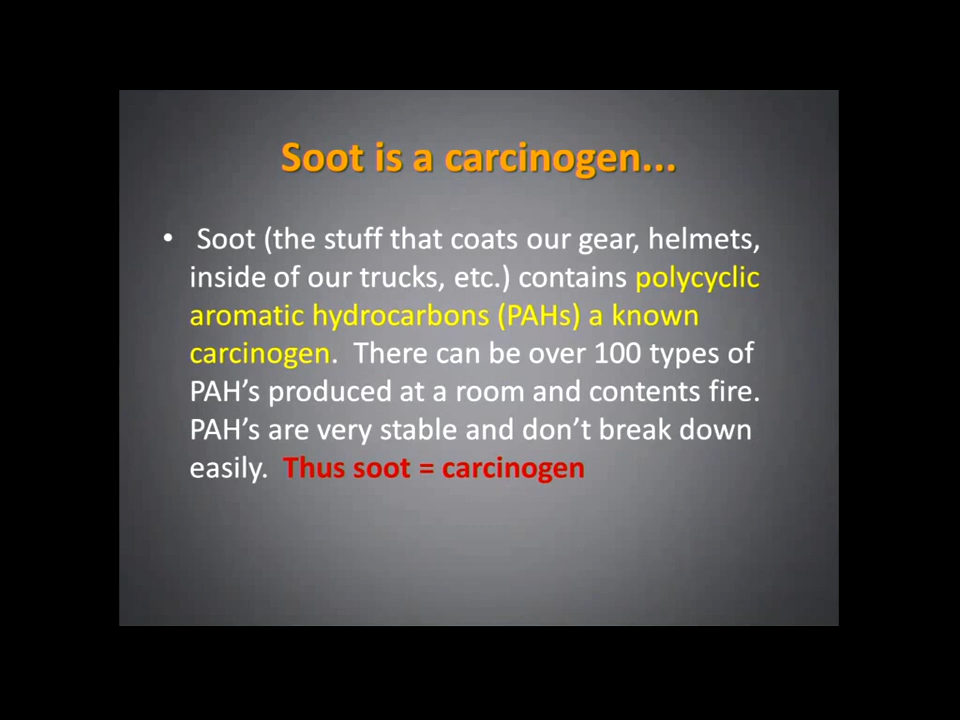 Soot is a carcinogen...
• Soot (the stuff that coats our gear, helmets,
inside of our trucks, etc.) contains polycyclic
aromatic hydrocarbons (PAHs) a known
carcinogen.  There can be over 100 types of
PAH’s produced at a room and contents fire.
PAH’s are very stable and don’t break down
easily.  Thus soot = carcinogen